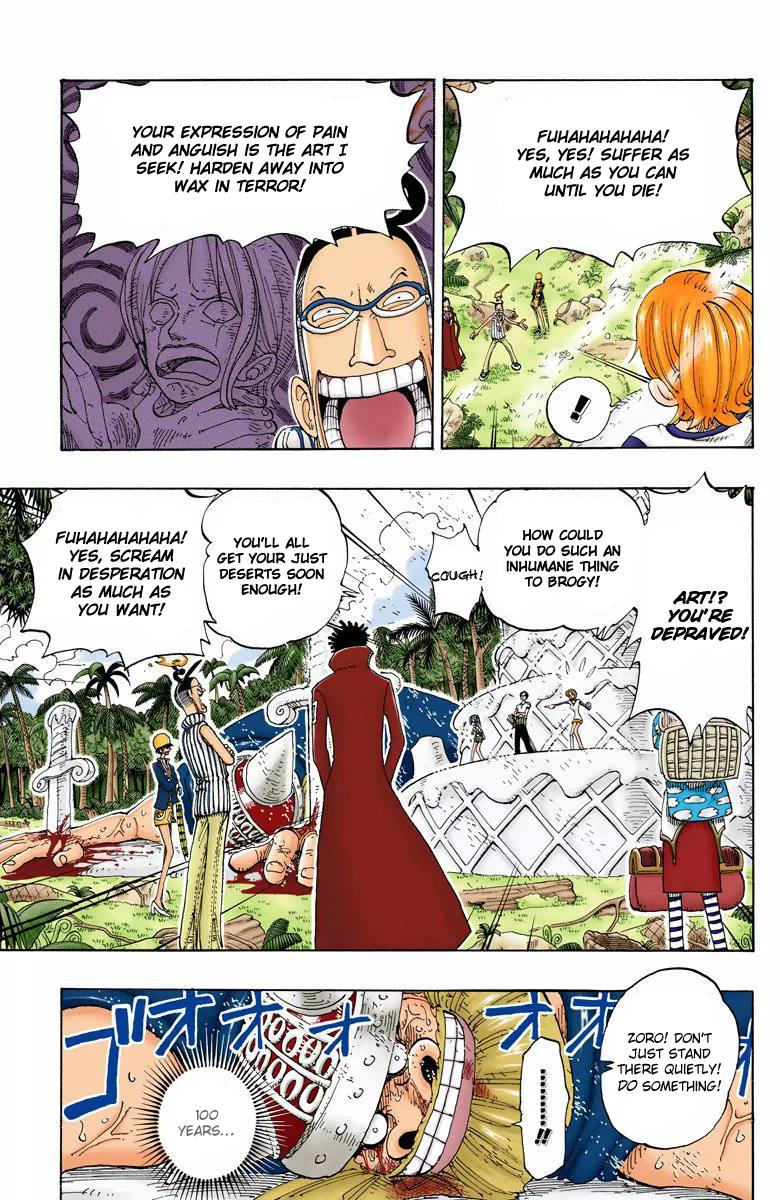 FUHAHAHAHAHA!
YES, YES! SUFFER AS
MUCH AS YOU CAN
UNTIL YOU DIE!
!!
YOUR EXPRESSION OF PAIN
AND ANGUISH IS THE ART I
SEEK! HARDEN AWAY INTO
WAX IN TERROR!
ART!?
YOU'RE
DEPRAVED!
HOW COULD
YOU DO SUCH AN
INHUMANE THING
TO BROGY!
COUGH!
YOU'LL ALL
GET YOUR JUST
DESERTS SOON
ENOUGH!
FUHAHAHAHAHA!
YES, SCREAM
IN DESPERATION
AS MUCH AS
YOU WANT!
ZORO! DON'T
JUST STAND
THERE QUIETLY!
DO SOMETHING!
..........!!
ゴオオオオオ
100
YEARS...